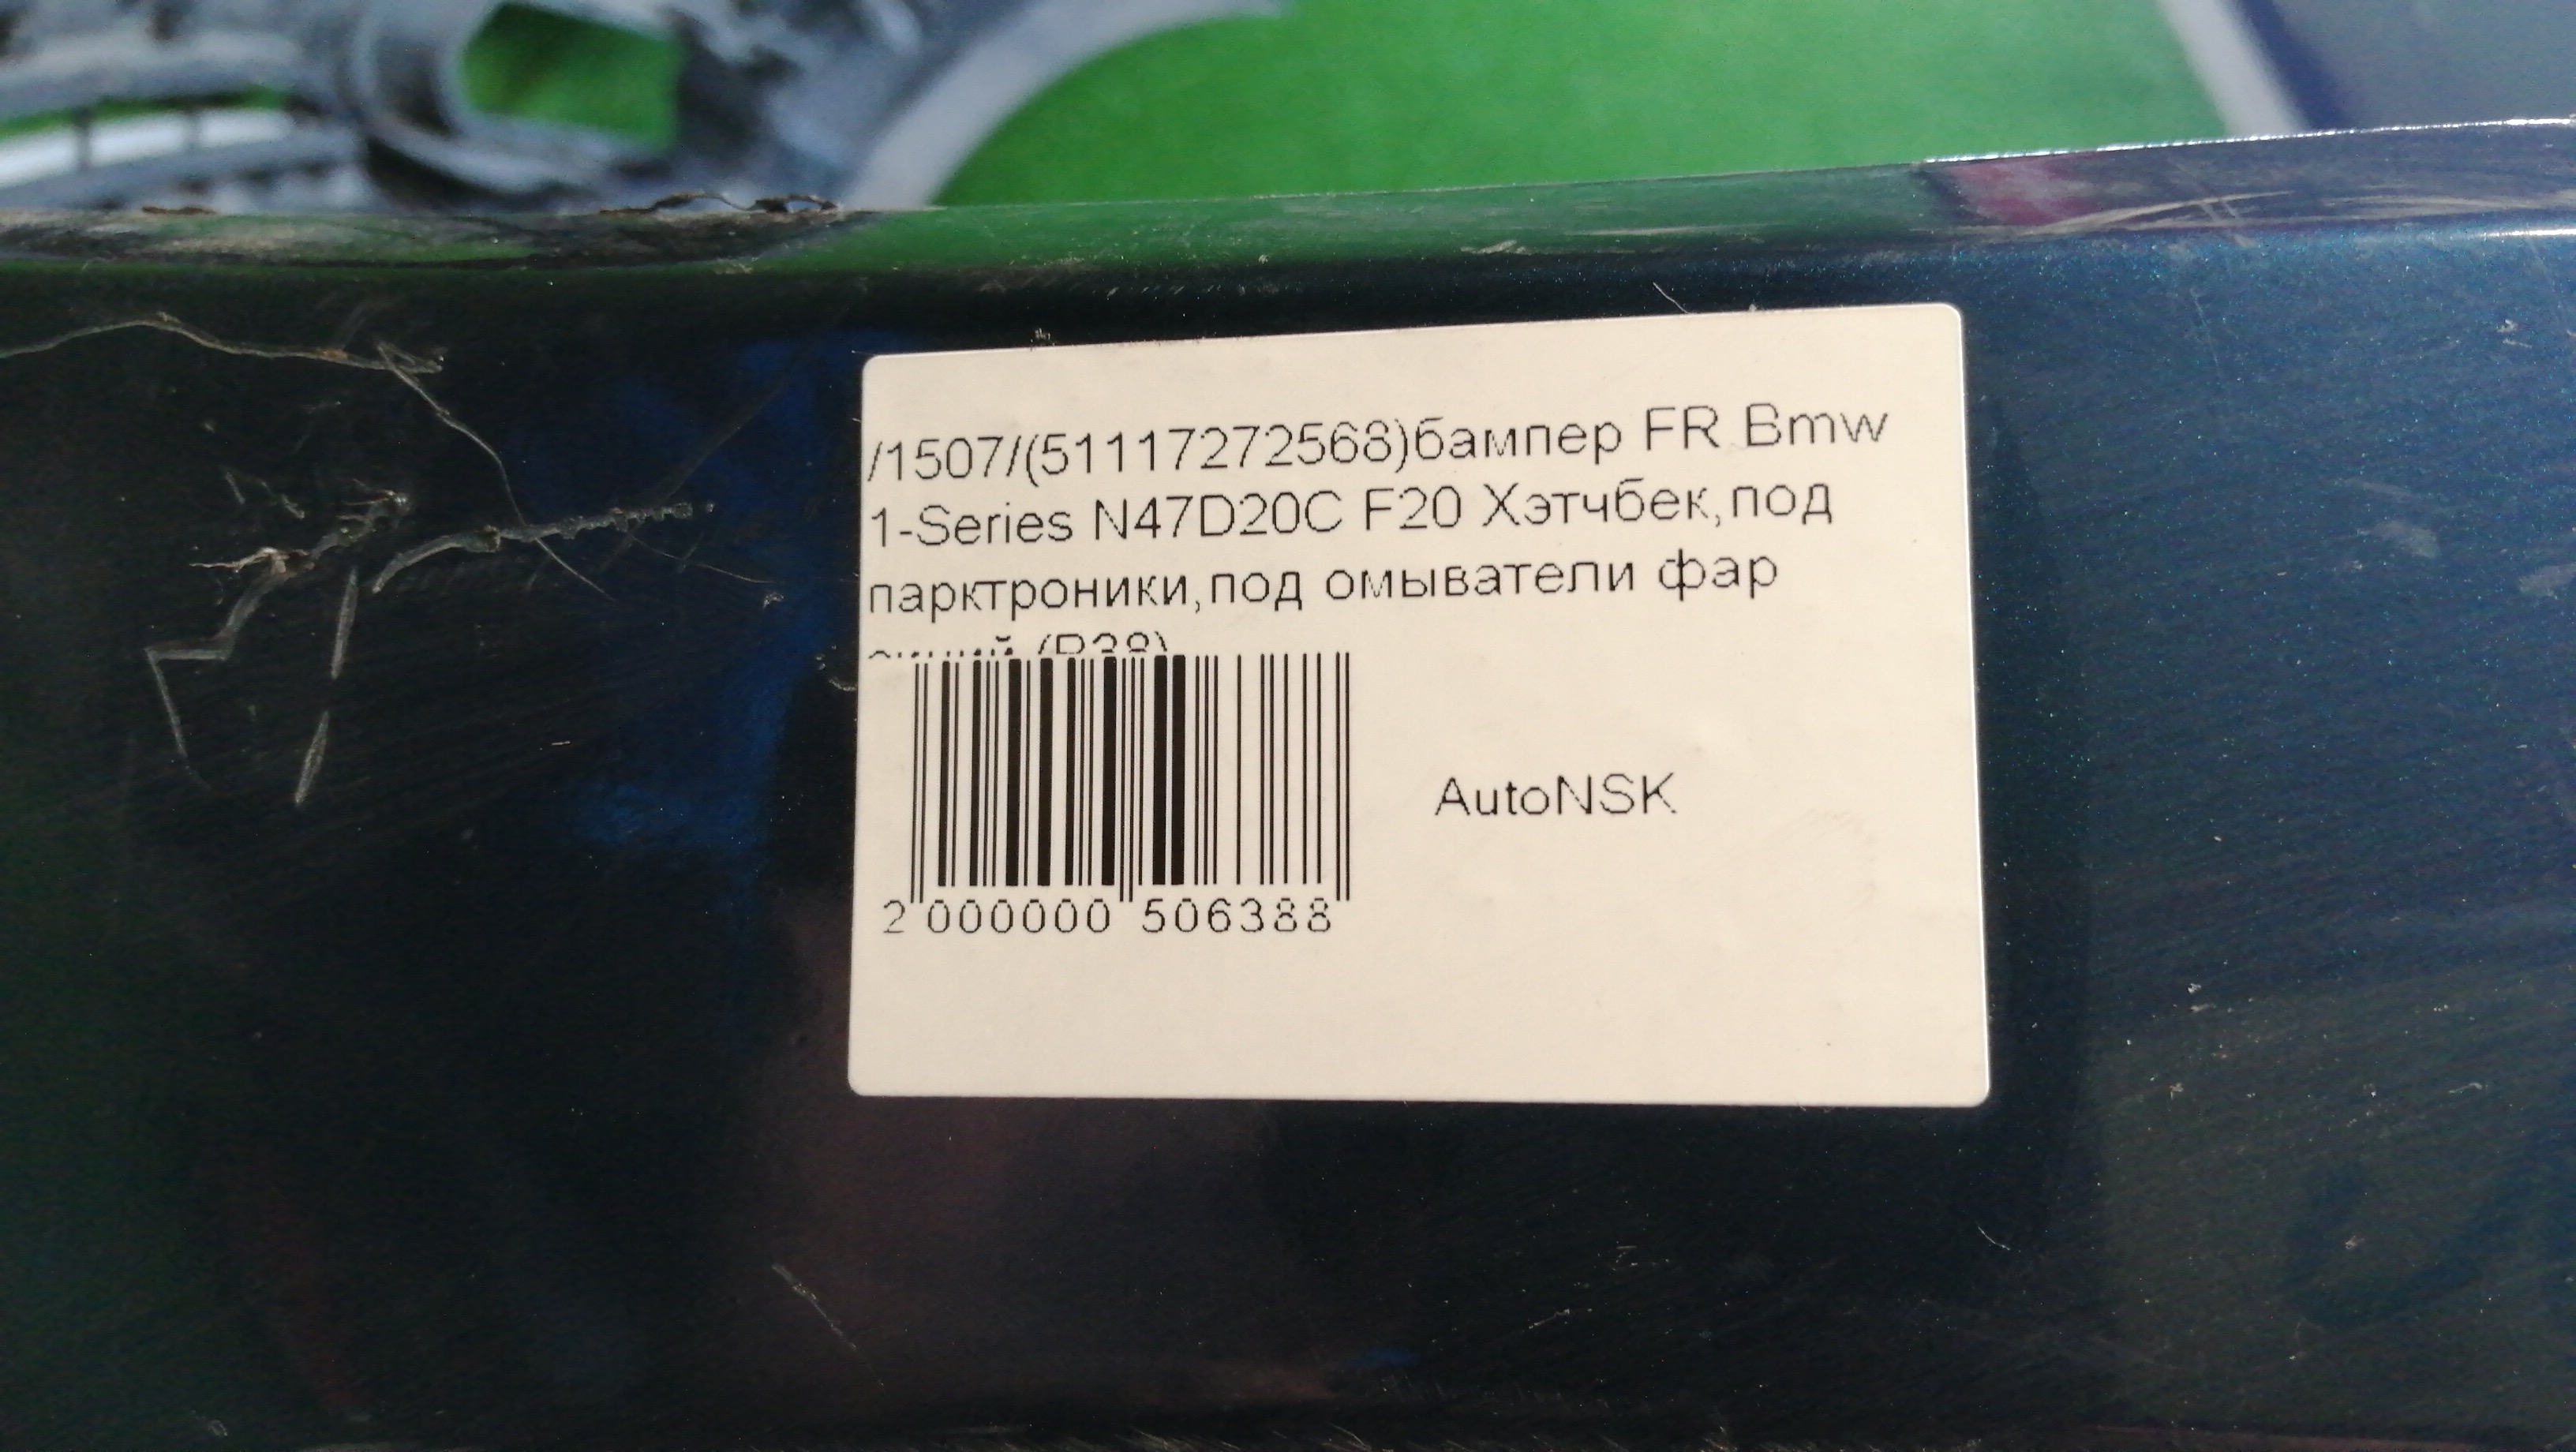 /1507/(51117272568)бампер FR Bmw
1-Series N47D20C F20 Хэтчбек,под
парктроники,под омыватели фар
AutoNSK
2 000000 506388